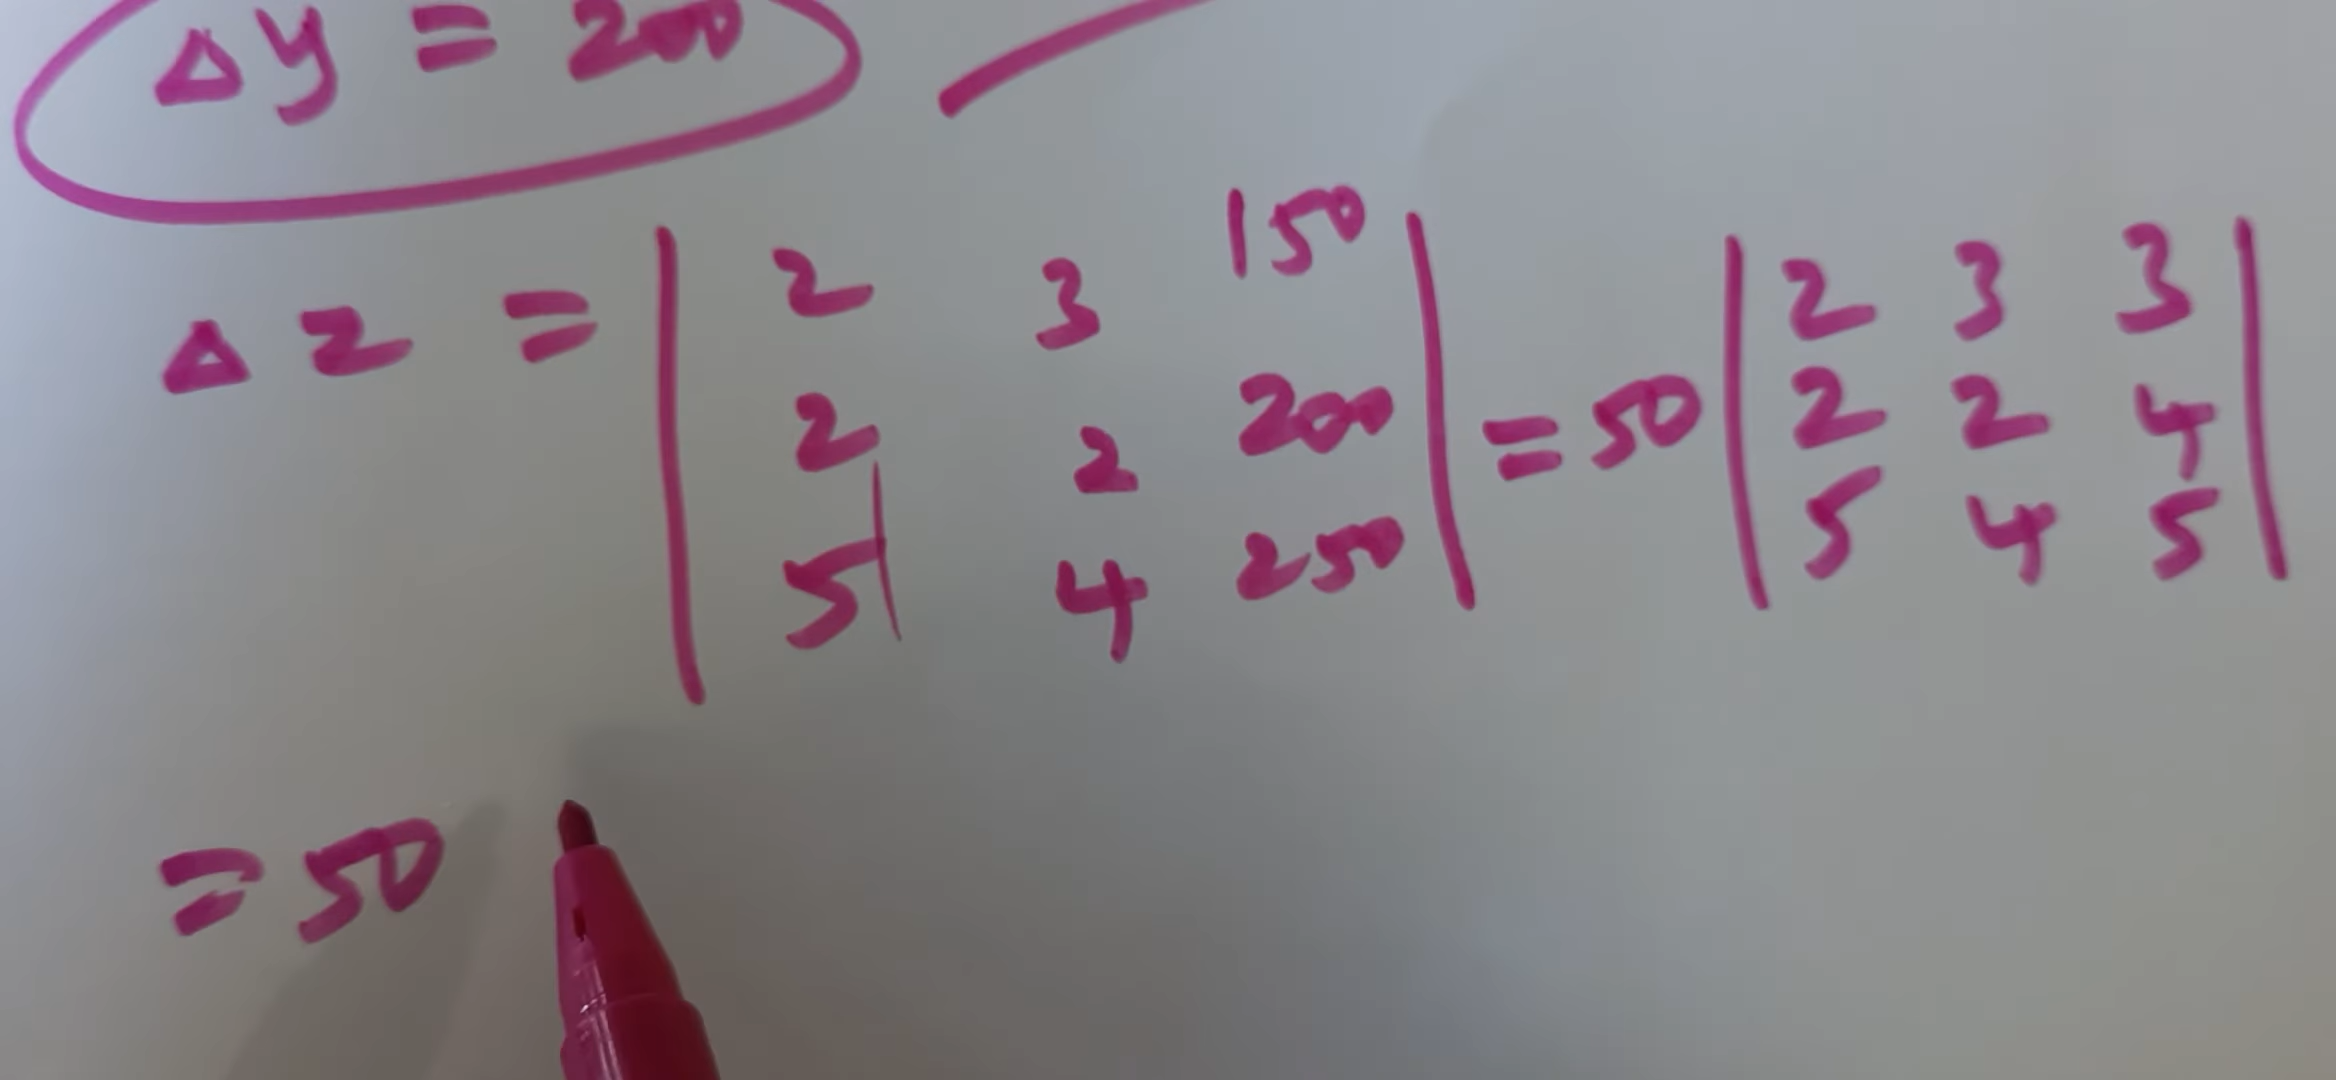 Δy = 200
Δz = | 2 3 150 | = 50 | 2 3 3 |
| 2 2 200 | | 2 2 4 |
| 5 4 250 | | 5 4 5 |
= 50